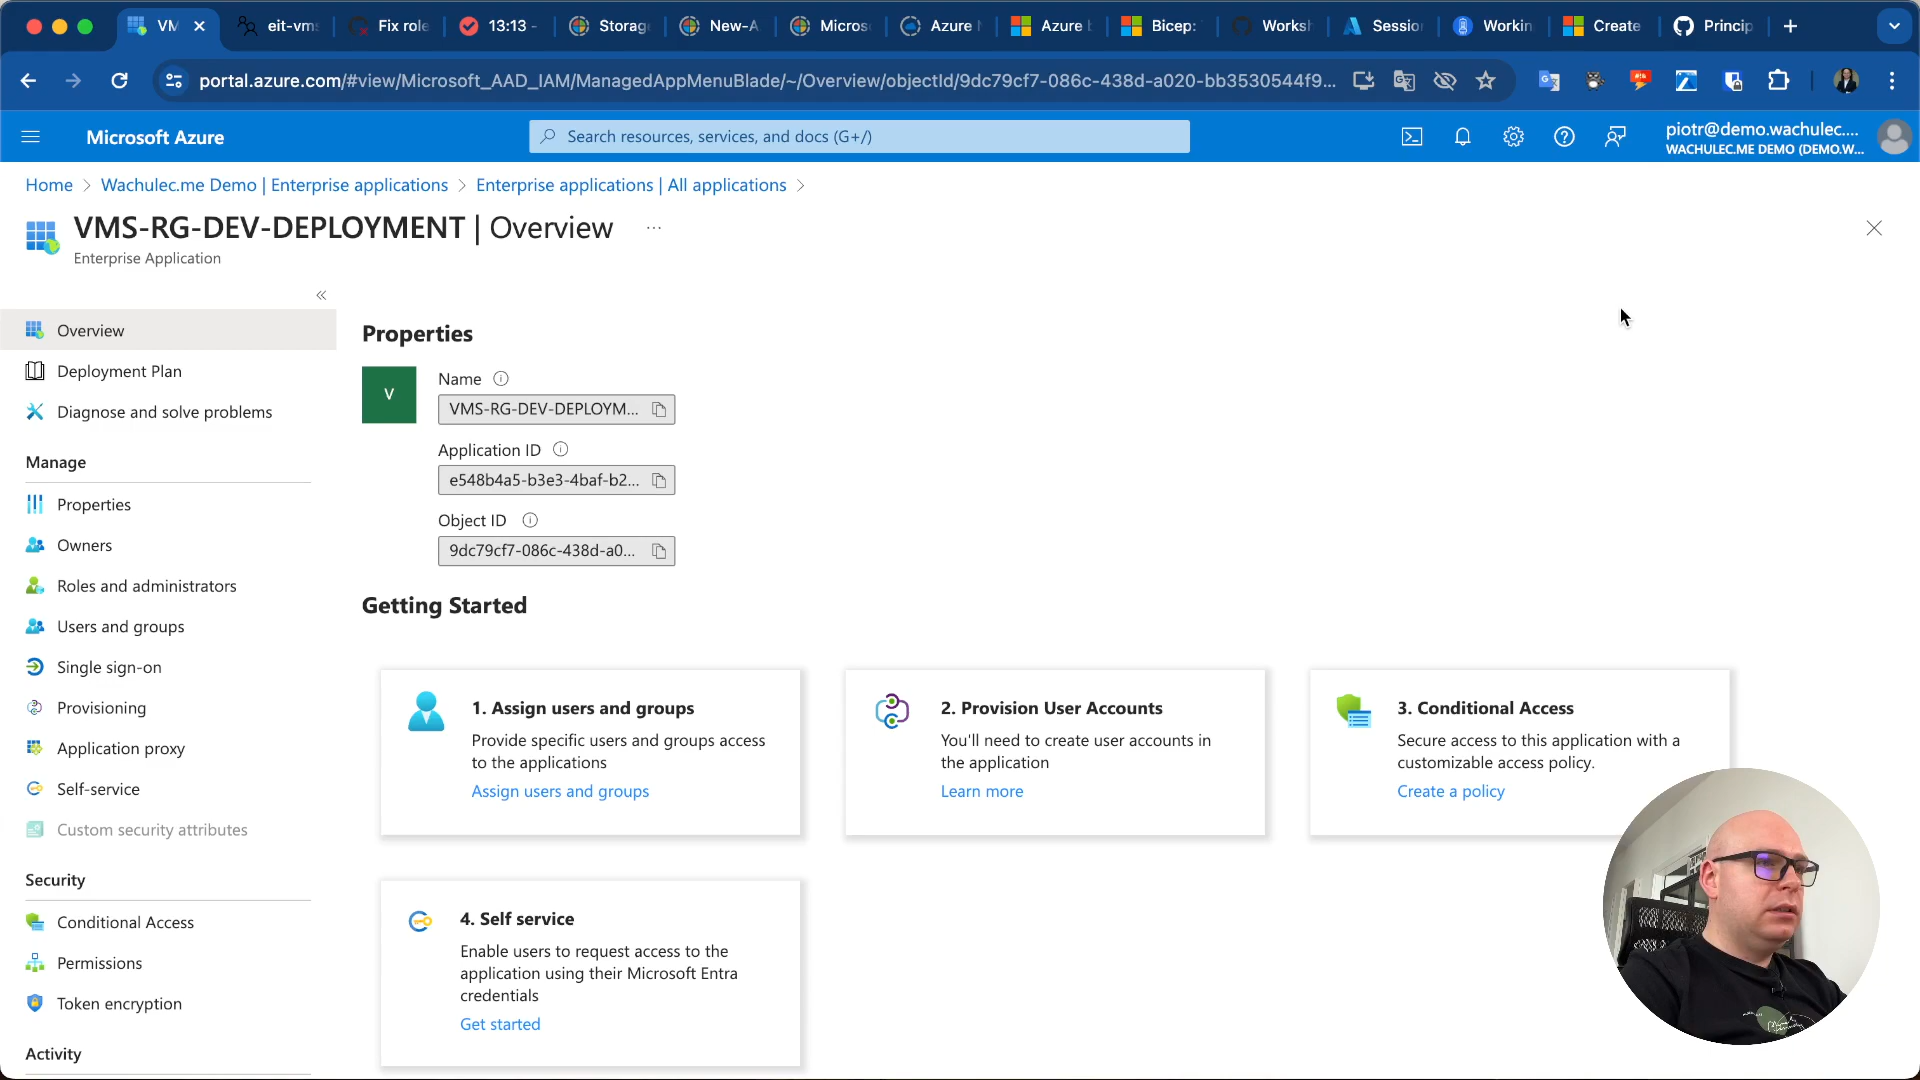 VM
eit-vms
Fix role
13:13 -
Storag
New-A
Micros
Azure
Azure b
Bicep:
Worksh
Sessio
Workin
Create
Princip
portal.azure.com/#view/Microsoft_AAD_IAM/ManagedAppMenuBlade/~/Overview/objectId/9dc79cf7-086c-438d-a020-bb3530544f9...
Microsoft Azure
Search resources, services, and docs (G+/)
piotr@demo.wachulec....
WACHULEC.ME DEMO (DEMO.W...
Home > Wachulec.me Demo | Enterprise applications > Enterprise applications | All applications >
VMS-RG-DEV-DEPLOYMENT | Overview ...
Enterprise Application
Overview
Deployment Plan
Diagnose and solve problems
Manage
Properties
Owners
Roles and administrators
Users and groups
Single sign-on
Provisioning
Application proxy
Self-service
Custom security attributes
Security
Conditional Access
Permissions
Token encryption
Activity
Properties
V
Name
VMS-RG-DEV-DEPLOYM...
Application ID
e548b4a5-b3e3-4baf-b2...
Object ID
9dc79cf7-086c-438d-a0...
Getting Started
1. Assign users and groups
Provide specific users and groups access
to the applications
Assign users and groups
2. Provision User Accounts
You'll need to create user accounts in
the application
Learn more
3. Conditional Access
Secure access to this application with a
customizable access policy.
Create a policy
4. Self service
Enable users to request access to the
application using their Microsoft Entra
credentials
Get started